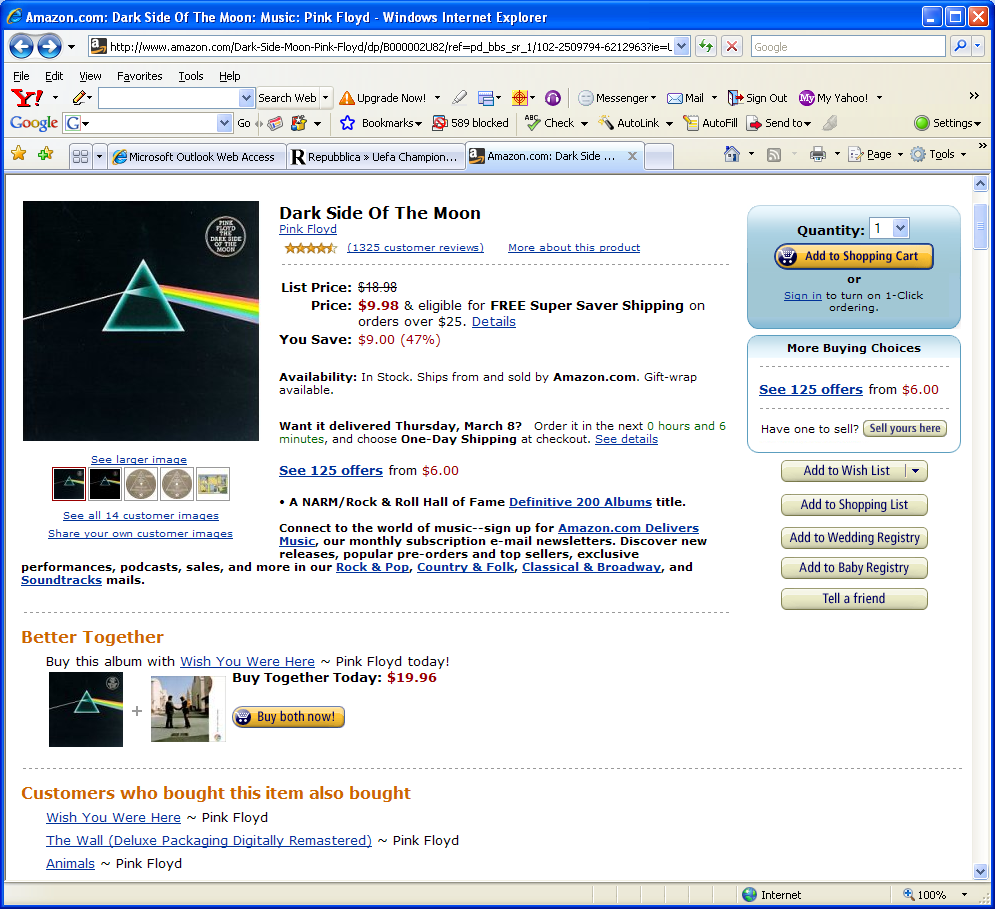 Amazon.com: Dark Side Of The Moon: Music: Pink Floyd - Windows Internet Explorer
http://www.amazon.com/Dark-Side-Moon-Pink-Floyd/dp/B000002U82/ref=pd_bbs_sr_1/102-2509794-6212963?ie=U
Google
File Edit View Favorites Tools Help
Y! Search Web Upgrade Now! Messenger Mail Sign Out My Yahoo! »
Google G Go Bookmarks 589 blocked ABC Check AutoLink AutoFill Send to Settings
Microsoft Outlook Web Access R Repubblica » Uefa Champion... Amazon.com: Dark Side ... Page Tools »
PINK FLOYD THE DARK SIDE OF THE MOON
Dark Side Of The Moon
Pink Floyd
(1325 customer reviews) More about this product
List Price: $18.98
Price: $9.98 & eligible for FREE Super Saver Shipping on
orders over $25. Details
You Save: $9.00 (47%)
Availability: In Stock. Ships from and sold by Amazon.com. Gift-wrap
available.
Want it delivered Thursday, March 8? Order it in the next 0 hours and 6
minutes, and choose One-Day Shipping at checkout. See details
See 125 offers from $6.00
• A NARM/Rock & Roll Hall of Fame Definitive 200 Albums title.
Connect to the world of music--sign up for Amazon.com Delivers
Music, our monthly subscription e-mail newsletters. Discover new
releases, popular pre-orders and top sellers, exclusive
performances, podcasts, sales, and more in our Rock & Pop, Country & Folk, Classical & Broadway, and
Soundtracks mails.
See larger image
See all 14 customer images
Share your own customer images
Quantity: 1
Add to Shopping Cart
or
Sign in to turn on 1-Click
ordering.
More Buying Choices
See 125 offers from $6.00
Have one to sell? Sell yours here
Add to Wish List
Add to Shopping List
Add to Wedding Registry
Add to Baby Registry
Tell a friend
Better Together
Buy this album with Wish You Were Here ~ Pink Floyd today!
+
Buy Together Today: $19.96
Buy both now!
Customers who bought this item also bought
Wish You Were Here ~ Pink Floyd
The Wall (Deluxe Packaging Digitally Remastered) ~ Pink Floyd
Animals ~ Pink Floyd
Internet 100%